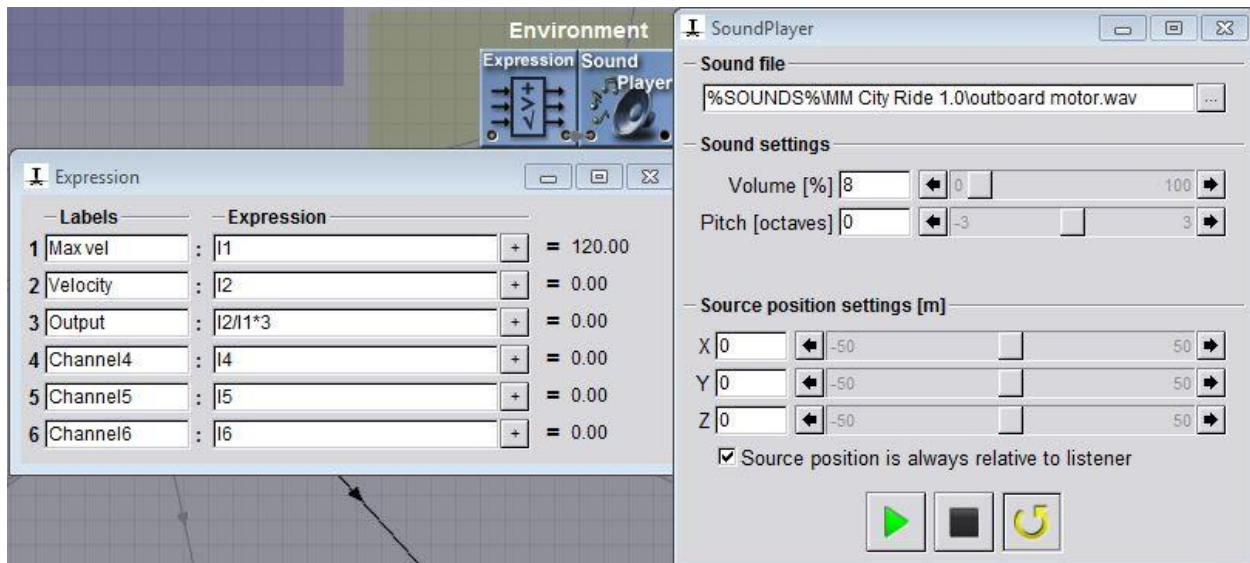 Environment
Expression
Sound
Player
SoundPlayer
Sound file
%SOUNDS%\MM City Ride 1.0\outboard motor.wav ...
Sound settings
Volume [%] 8 0 100
Pitch [octaves] 0 -3 3
Source position settings [m]
X 0 -50 50
Y 0 -50 50
Z 0 -50 50
Source position is always relative to listener
Expression
Labels Expression
1 Max vel : I1 + = 120.00
2 Velocity : I2 + = 0.00
3 Output : I2/I1*3 + = 0.00
4 Channel4 : I4 + = 0.00
5 Channel5 : I5 + = 0.00
6 Channel6 : I6 + = 0.00